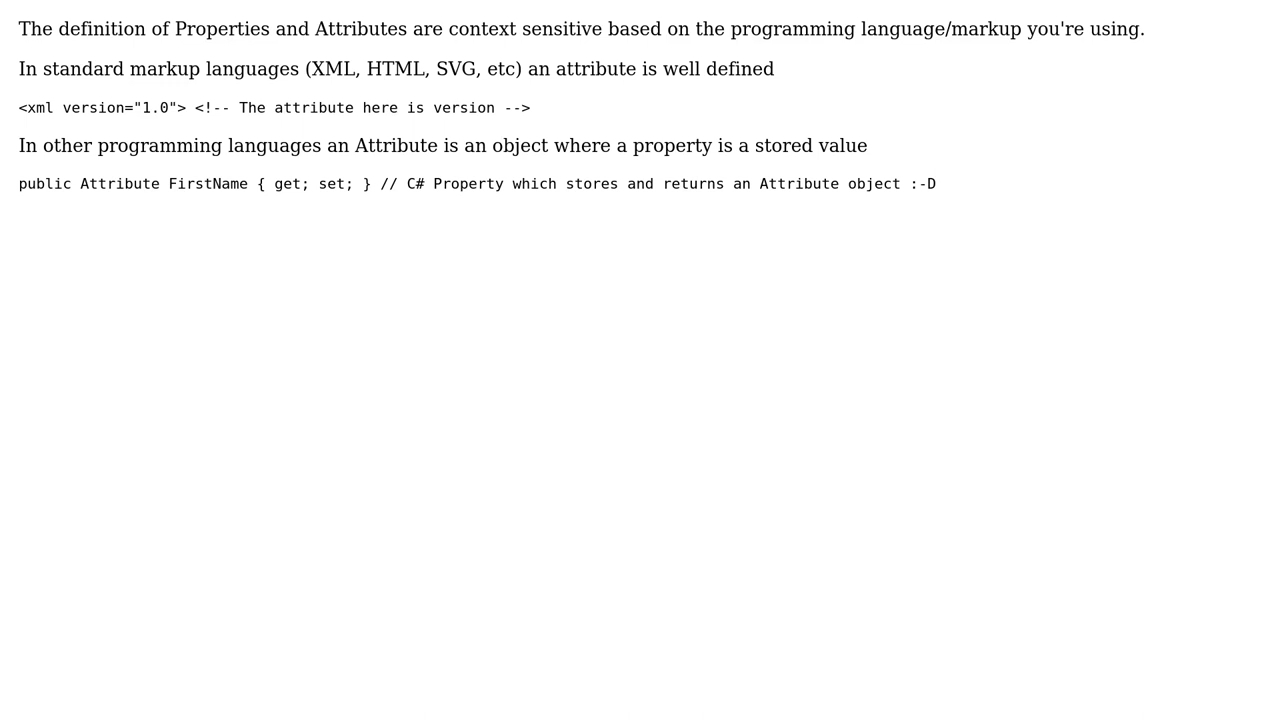 The definition of Properties and Attributes are context sensitive based on the programming language/markup you're using.
In standard markup languages (XML, HTML, SVG, etc) an attribute is well defined
<xml version="1.0"> <!-- The attribute here is version -->
In other programming languages an Attribute is an object where a property is a stored value
public Attribute FirstName { get; set; } // C# Property which stores and returns an Attribute object :-D